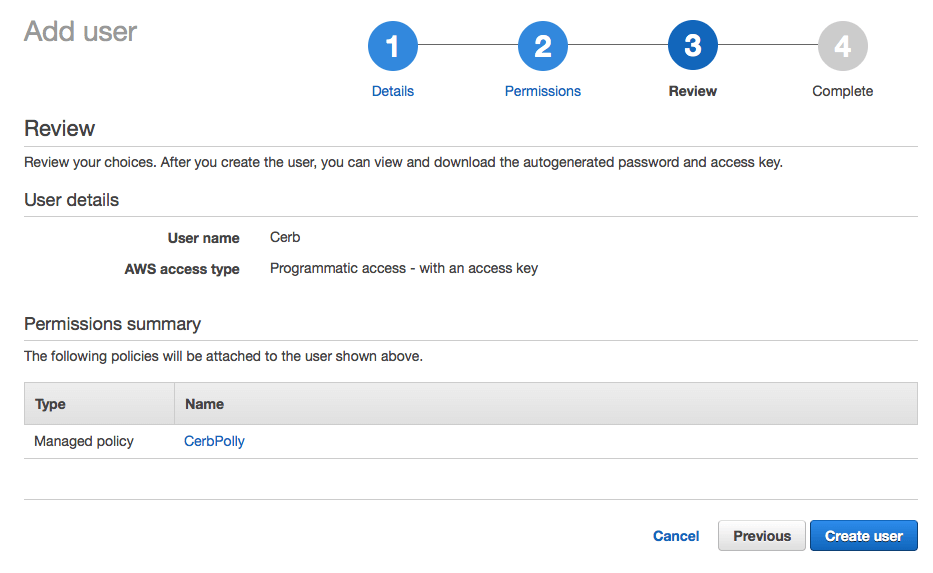 Add user
1
2
3
4
Details
Permissions
Review
Complete
Review
Review your choices. After you create the user, you can view and download the autogenerated password and access key.
User details
User name Cerb
AWS access type Programmatic access - with an access key
Permissions summary
The following policies will be attached to the user shown above.
Type Name
Managed policy CerbPolly
Cancel Previous Create user